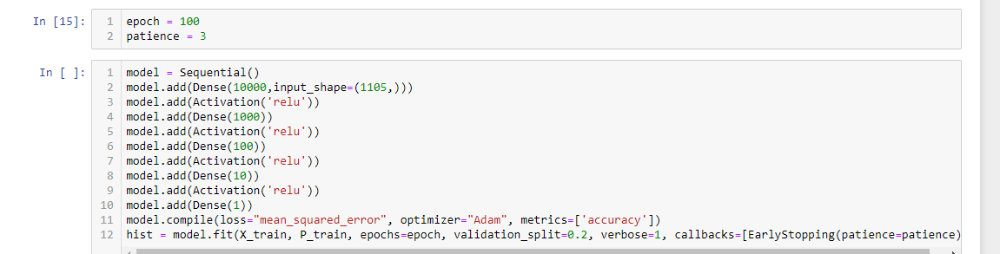 In [15]:
1 epoch = 100
2 patience = 3
In [ ]:
1 model = Sequential()
2 model.add(Dense(10000,input_shape=(1105,)))
3 model.add(Activation('relu'))
4 model.add(Dense(1000))
5 model.add(Activation('relu'))
6 model.add(Dense(100))
7 model.add(Activation('relu'))
8 model.add(Dense(10))
9 model.add(Activation('relu'))
10 model.add(Dense(1))
11 model.compile(loss="mean_squared_error", optimizer="Adam", metrics=['accuracy'])
12 hist = model.fit(X_train, P_train, epochs=epoch, validation_split=0.2, verbose=1, callbacks=[EarlyStopping(patience=patience)